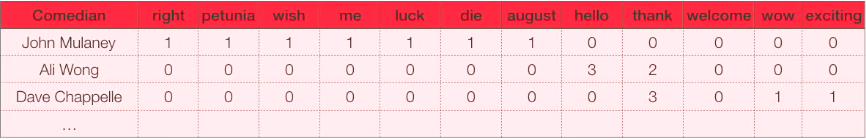 Comedian right petunia wish me luck die august hello thank welcome wow exciting
John Mulaney 1 1 1 1 1 1 1 0 0 0 0 0
Ali Wong 0 0 0 0 0 0 0 3 2 0 0 0
Dave Chappelle 0 0 0 0 0 0 0 0 3 0 1 1
…